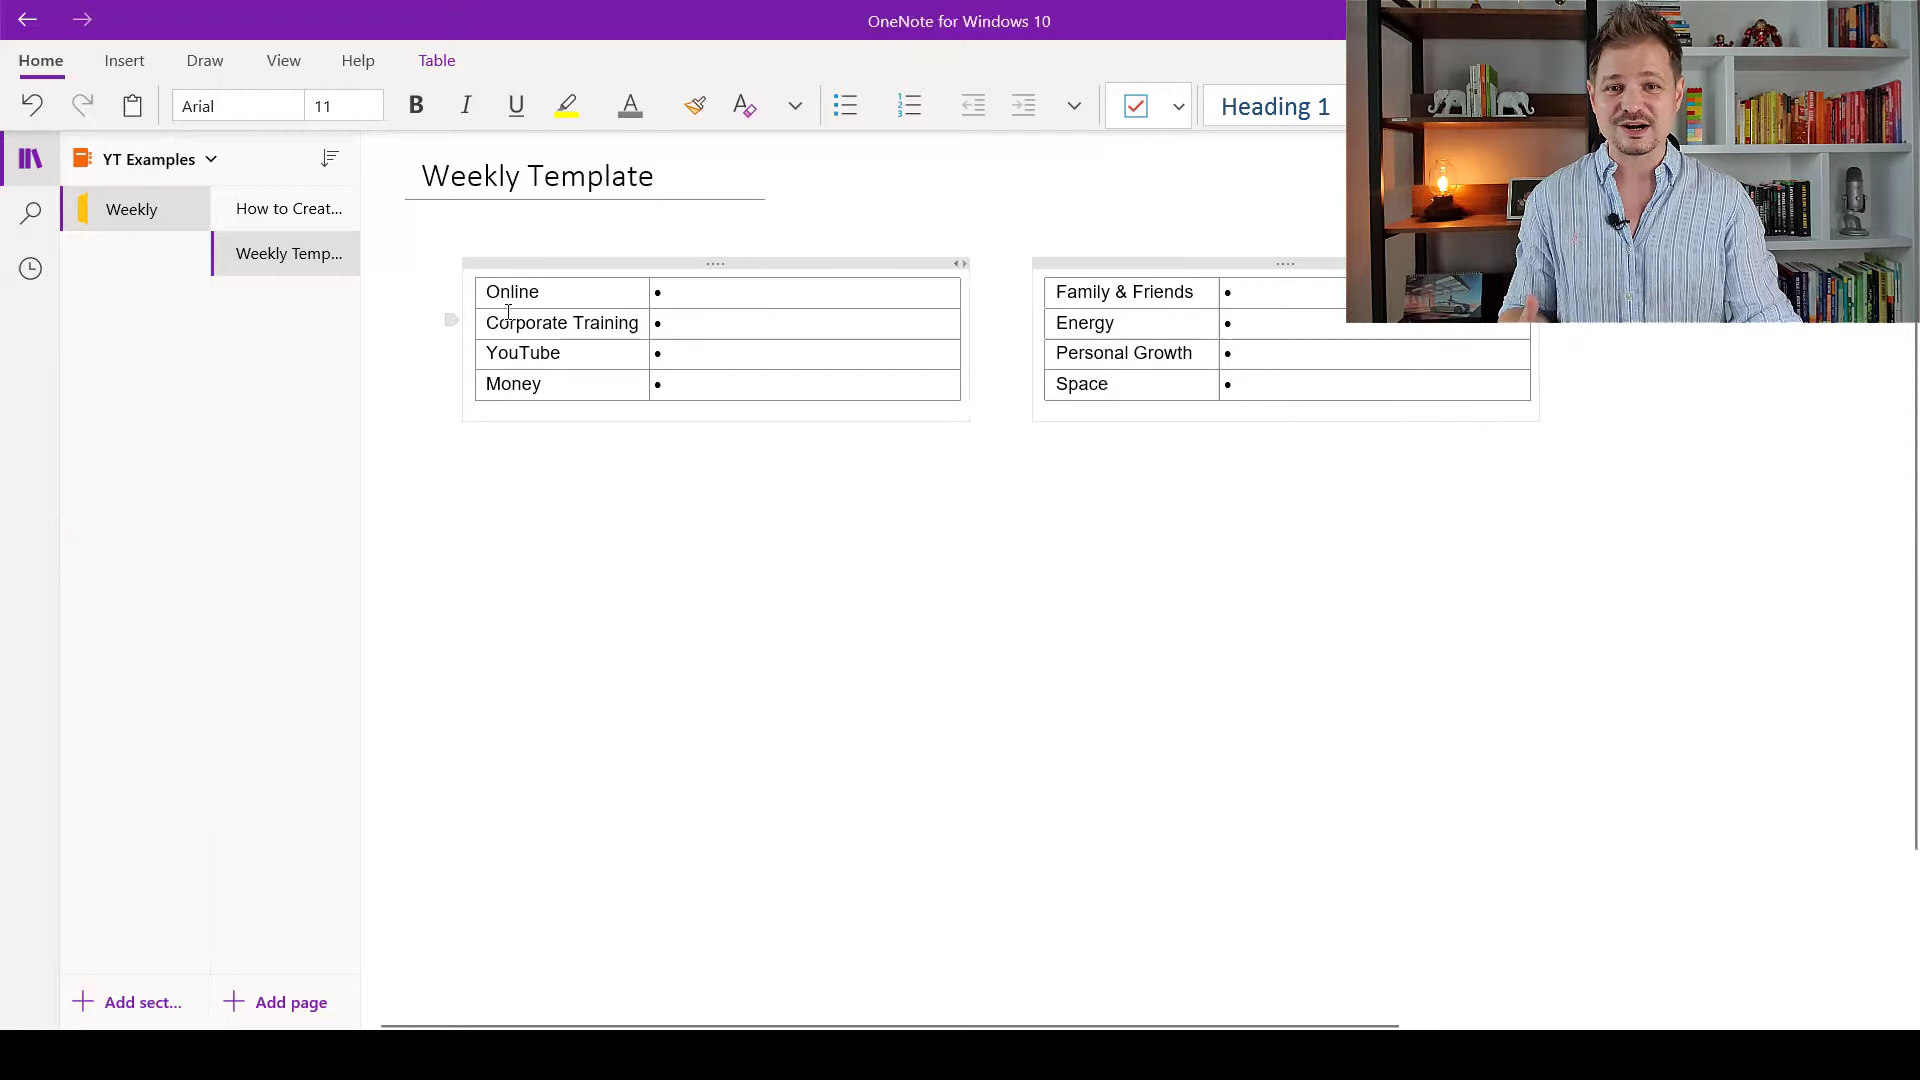 OneNote for Windows 10
Home Insert Draw View Help Table
Arial 11 B I U A A Heading 1
YT Examples
Weekly
How to Creat...
Weekly Temp...
Weekly Template
Online
Corporate Training
YouTube
Money
Family & Friends
Energy
Personal Growth
Space
Add sect...
Add page